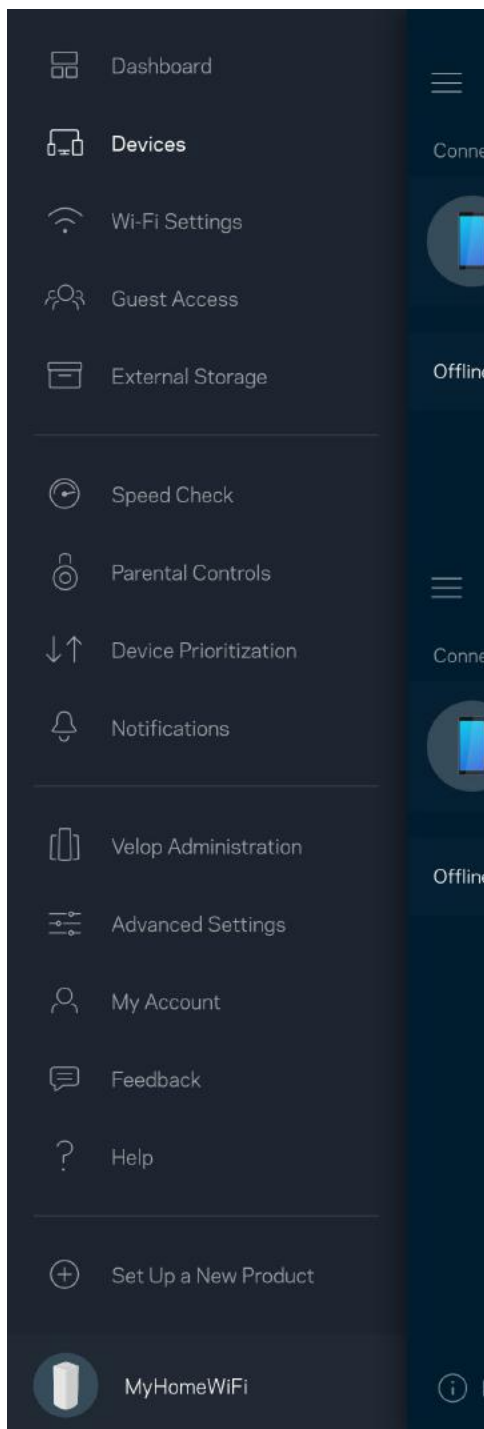 Dashboard
Devices
Wi-Fi Settings
Guest Access
External Storage
Speed Check
Parental Controls
Device Prioritization
Notifications
Velop Administration
Advanced Settings
My Account
Feedback
Help
Set Up a New Product
MyHomeWiFi